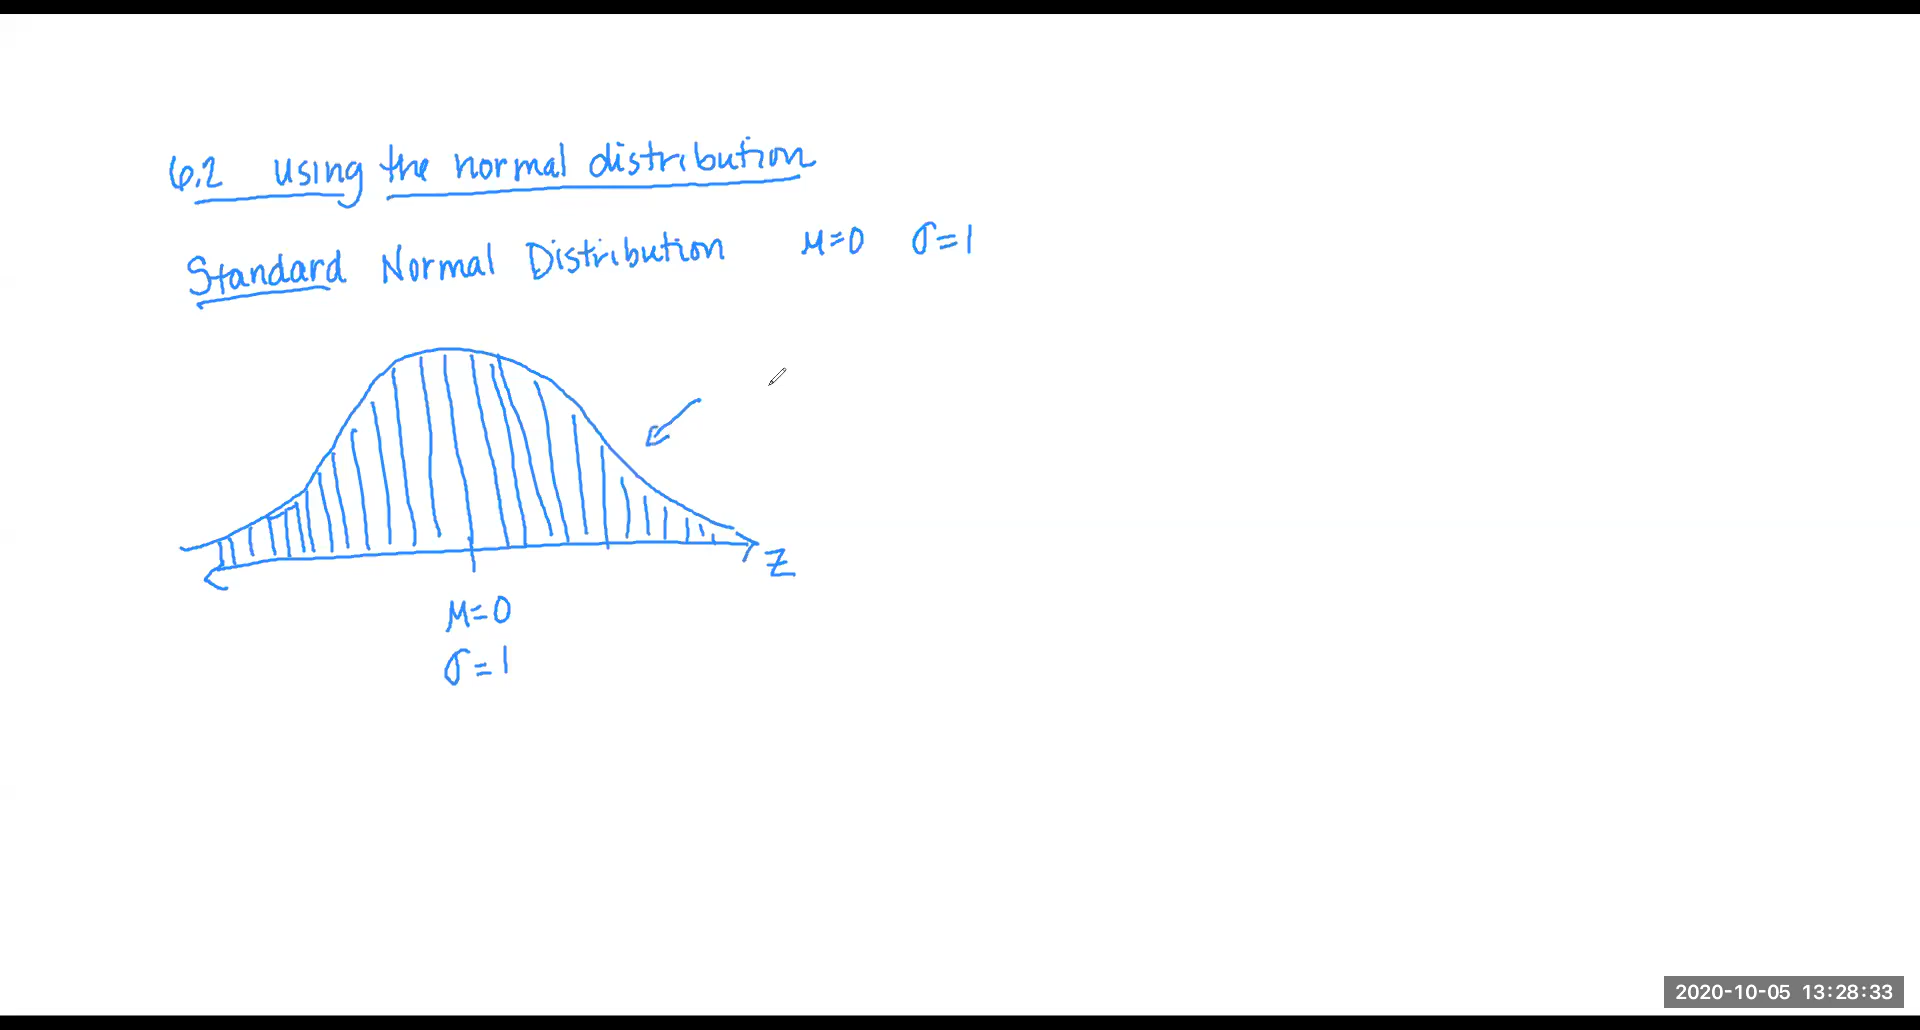 6.2 Using the normal distribution
Standard Normal Distribution μ=0 σ=1
Z
μ=0
σ=1
2020-10-05 13:28:33